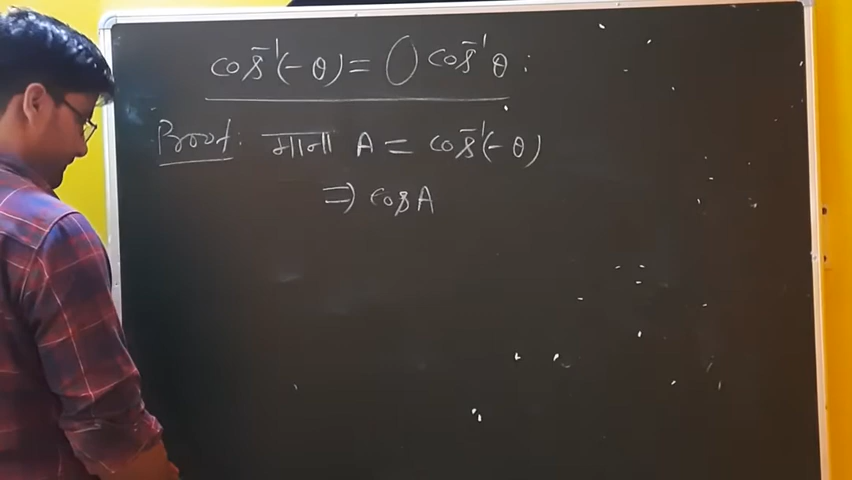 cos⁻¹(-θ) = () cos⁻¹θ :
Proof: माना A = cos⁻¹(-θ)
⇒ cos A